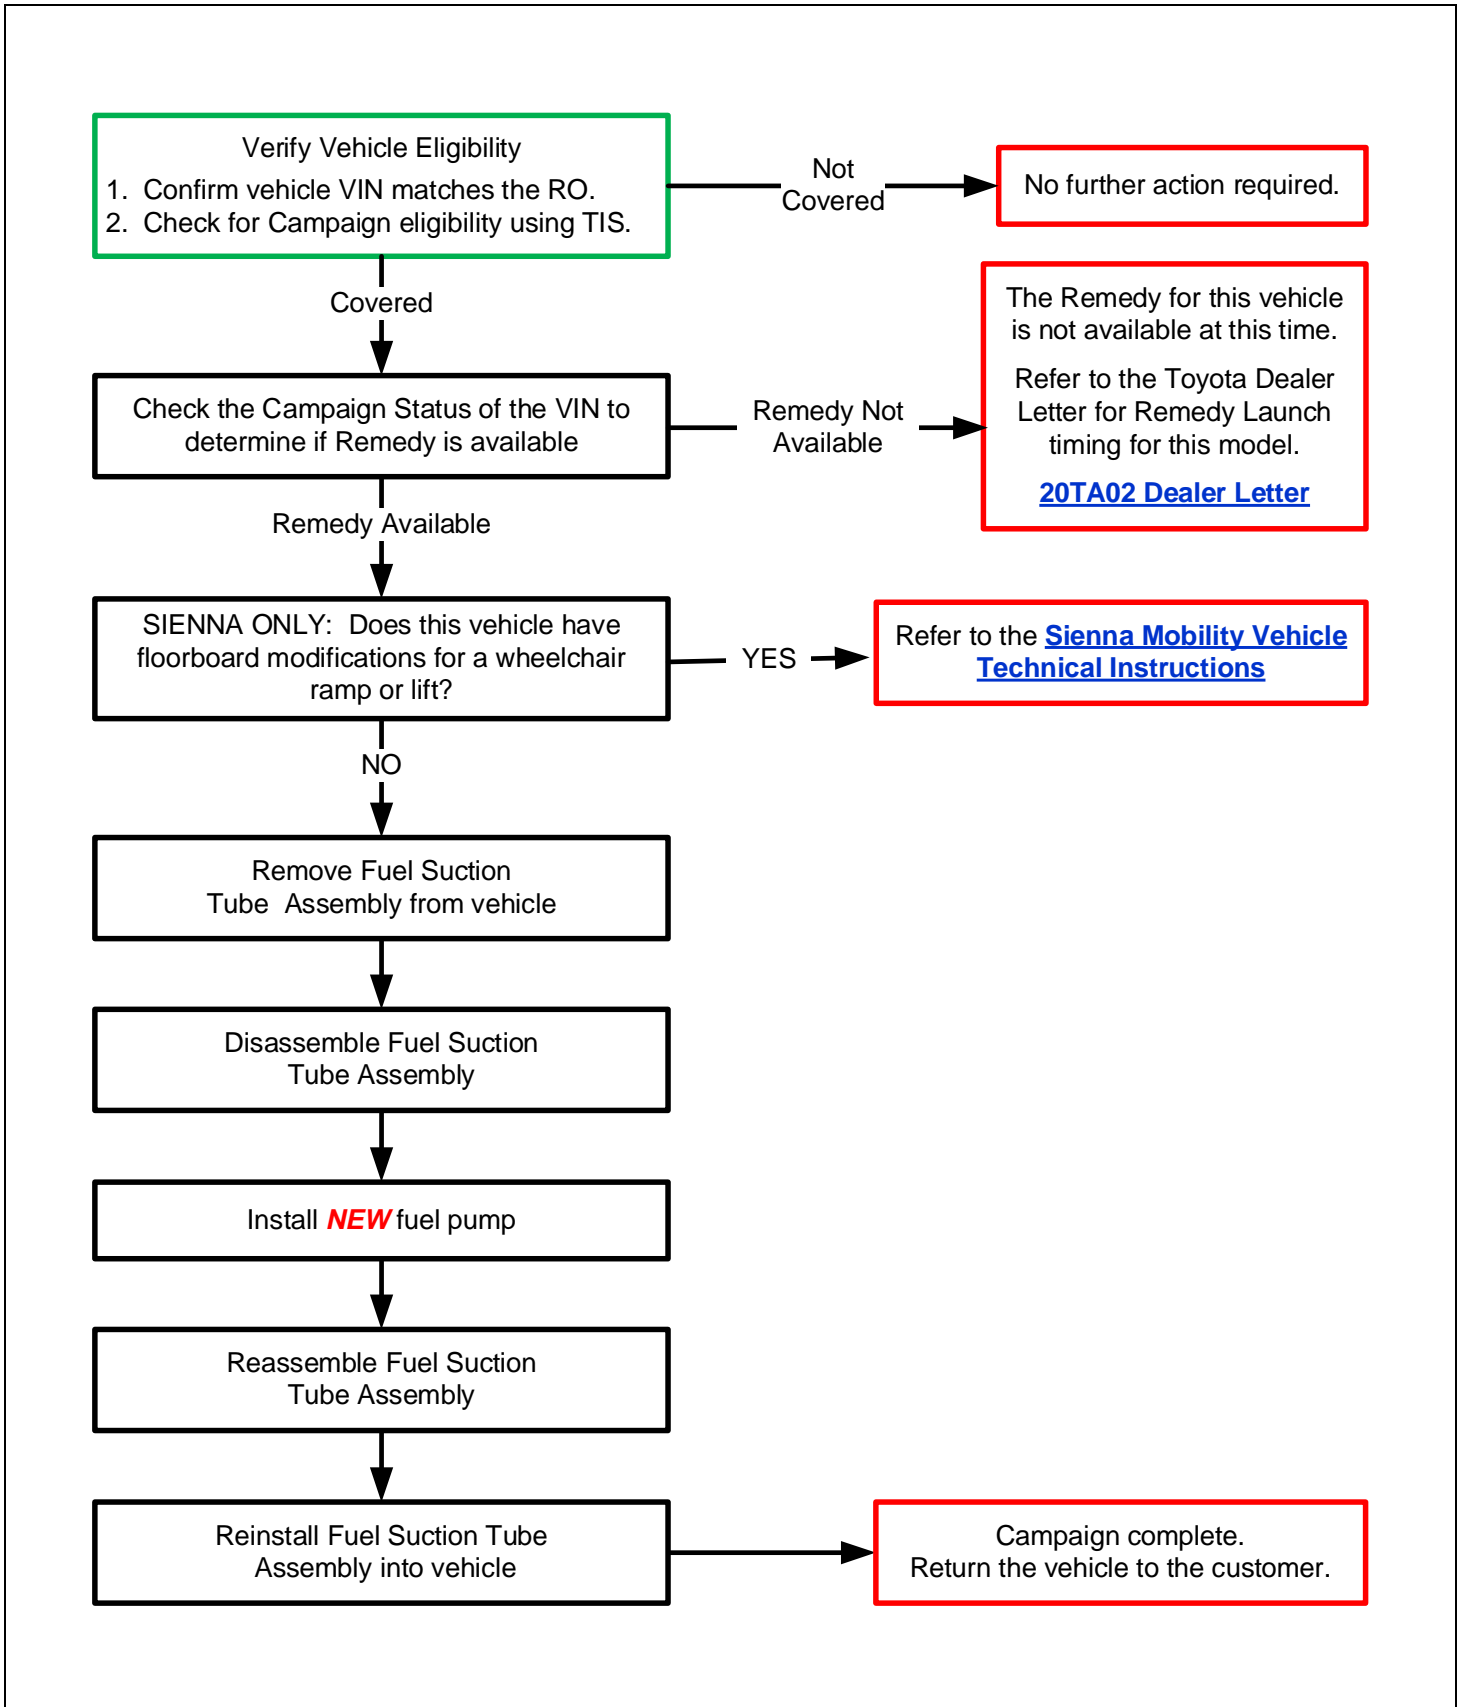 Verify Vehicle Eligibility
1. Confirm vehicle VIN matches the RO.
2. Check for Campaign eligibility using TIS.
Not
Covered
No further action required.
Covered
The Remedy for this vehicle
is not available at this time.
Refer to the Toyota Dealer
Letter for Remedy Launch
timing for this model.
20TA02 Dealer Letter
Check the Campaign Status of the VIN to
determine if Remedy is available
Remedy Not
Available
Remedy Available
SIENNA ONLY: Does this vehicle have
floorboard modifications for a wheelchair
ramp or lift?
YES
Refer to the Sienna Mobility Vehicle
Technical Instructions
NO
Remove Fuel Suction
Tube Assembly from vehicle
Disassemble Fuel Suction
Tube Assembly
Install NEW fuel pump
Reassemble Fuel Suction
Tube Assembly
Reinstall Fuel Suction Tube
Assembly into vehicle
Campaign complete.
Return the vehicle to the customer.